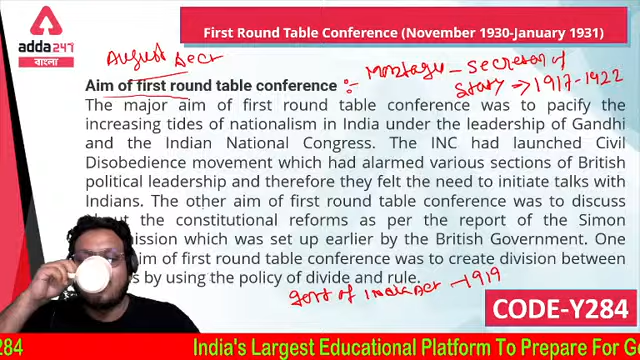 First Round Table Conference (November 1930-January 1931)
adda247
বাংলা
August Decr
Montagu - Secretary of
State => 1917-1922
Aim of first round table conference :-
The major aim of first round table conference was to pacify the
increasing tides of nationalism in India under the leadership of Gandhi
and the Indian National Congress. The INC had launched Civil
Disobedience movement which had alarmed various sections of British
political leadership and therefore they felt the need to initiate talks with
Indians. The other aim of first round table conference was to discuss
the constitutional reforms as per the report of the Simon
mission which was set up earlier by the British Government. One
im of first round table conference was to create division between
s by using the policy of divide and rule.
Govt of India Act - 1919
CODE-Y284
284 India's Largest Educational Platform To Prepare For Go